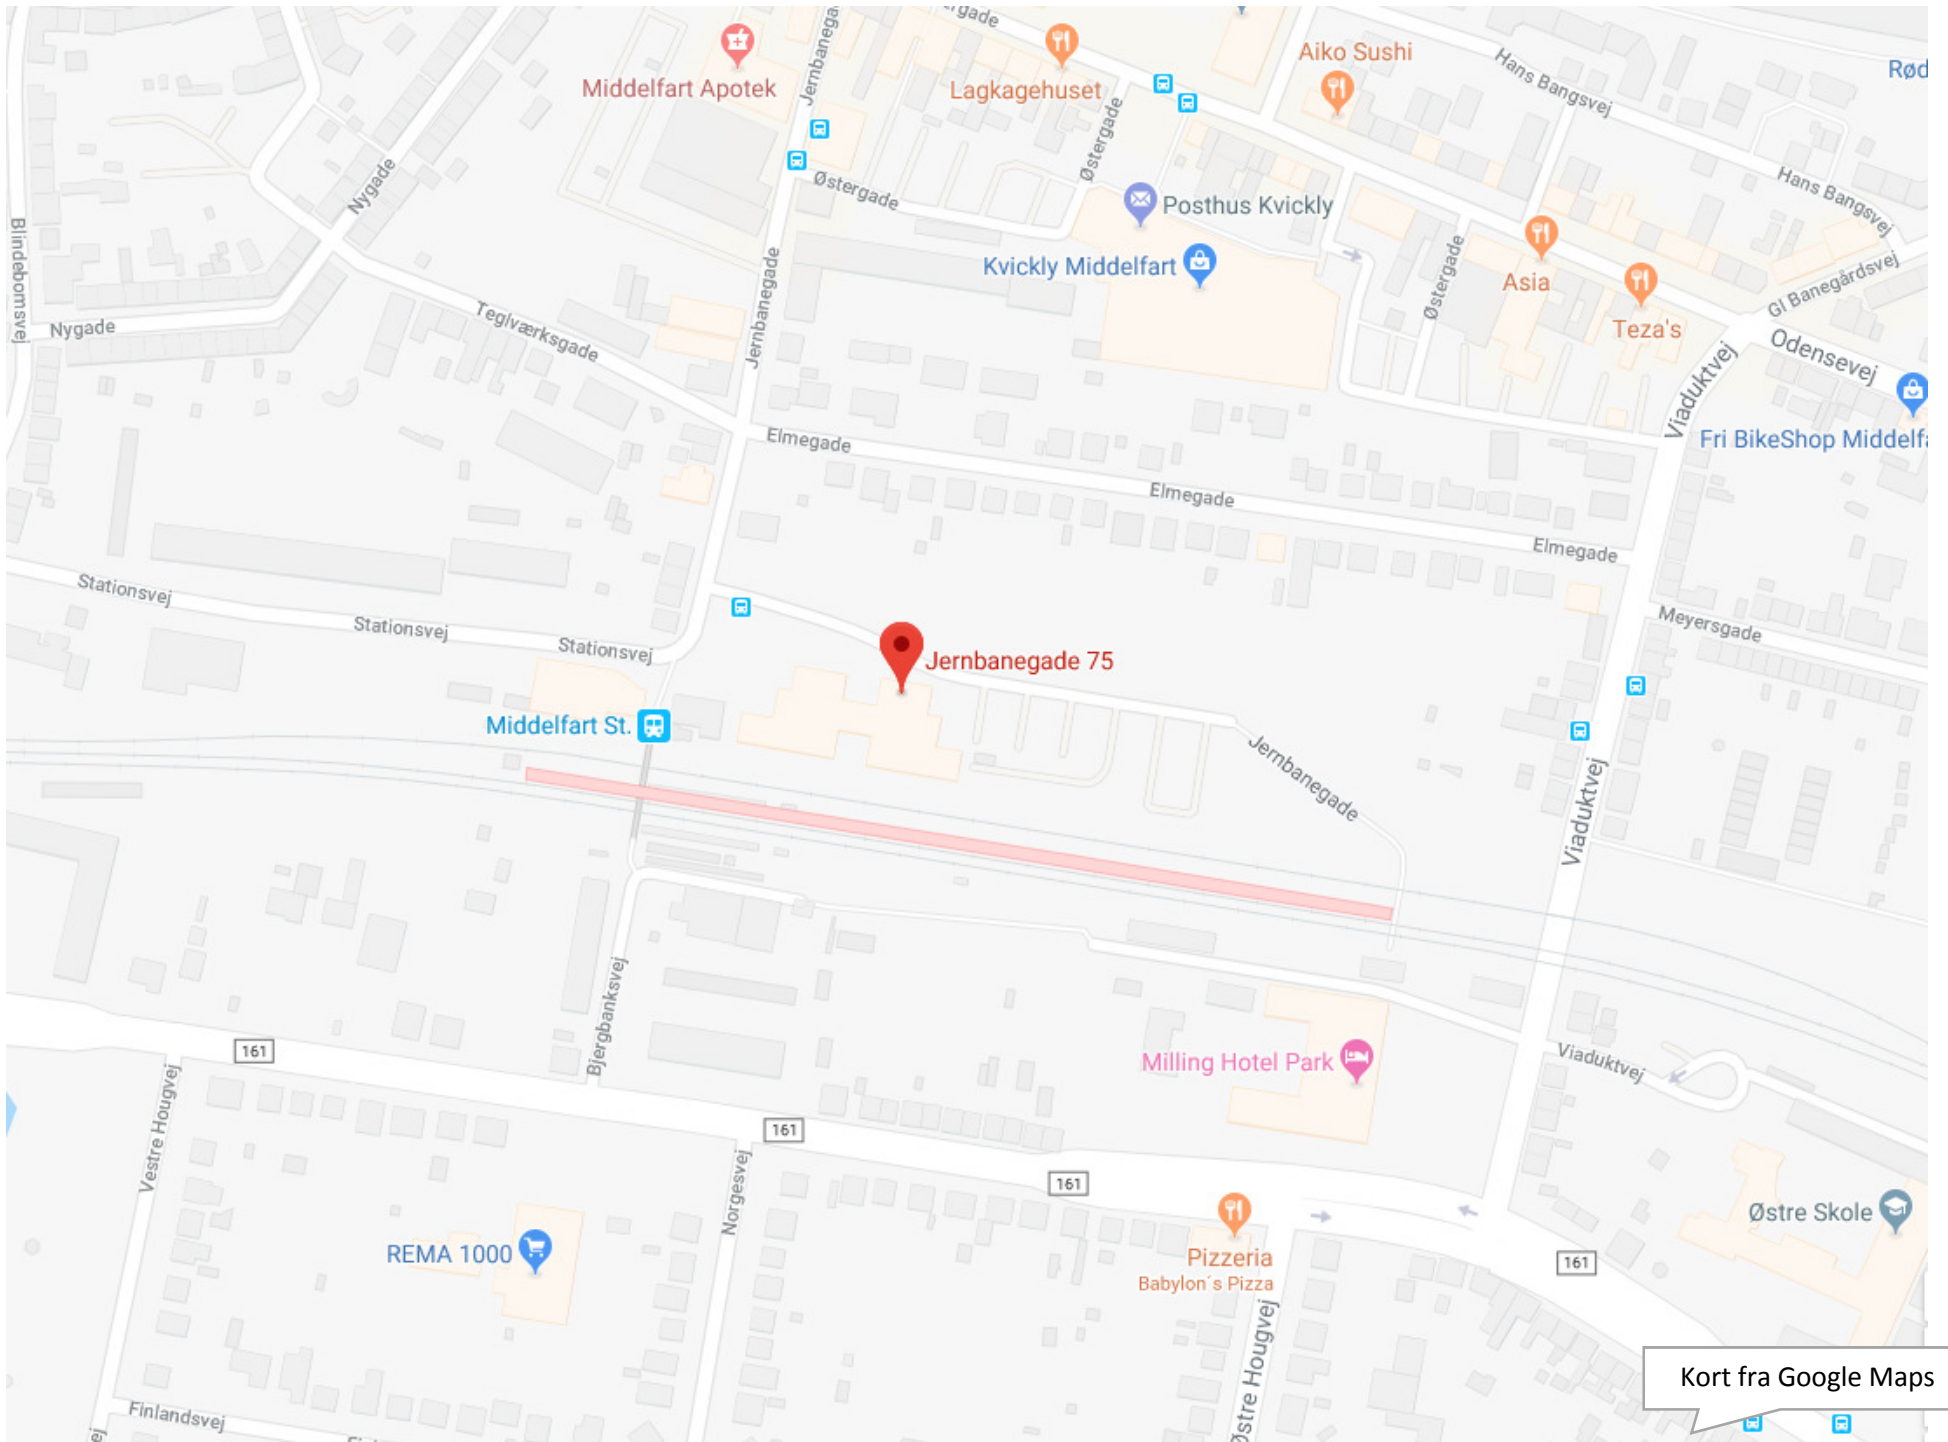 Jernbanega
rgade
Lagkagehuset
Aiko Sushi
Hans Bangsvej
Rød
Middelfart Apotek
Jernbanegade
Østergade
Nygade
Østergade
Posthus Kvickly
Hans Bangsvej
Blindebomsvej
Kvickly Middelfart
Østergade
Asia
Gl Banegårdsvej
Nygade
Teglværksgade
Jernbanegade
Teza's
Odensevej
Viaduktvej
Elmegade
Fri BikeShop Middelfa
Elmegade
Elmegade
Stationsvej
Stationsvej
Stationsvej
Meyersgade
Jernbanegade 75
Middelfart St.
Jernbanegade
Viaduktvej
Bjergbanksvej
161
Milling Hotel Park
Viaduktvej
Vestre Hougvej
161
Norgesvej
161
Østre Skole
REMA 1000
Pizzeria
Babylon´s Pizza
161
Østre Hougvej
Kort fra Google Maps
Finlandsvej
ej